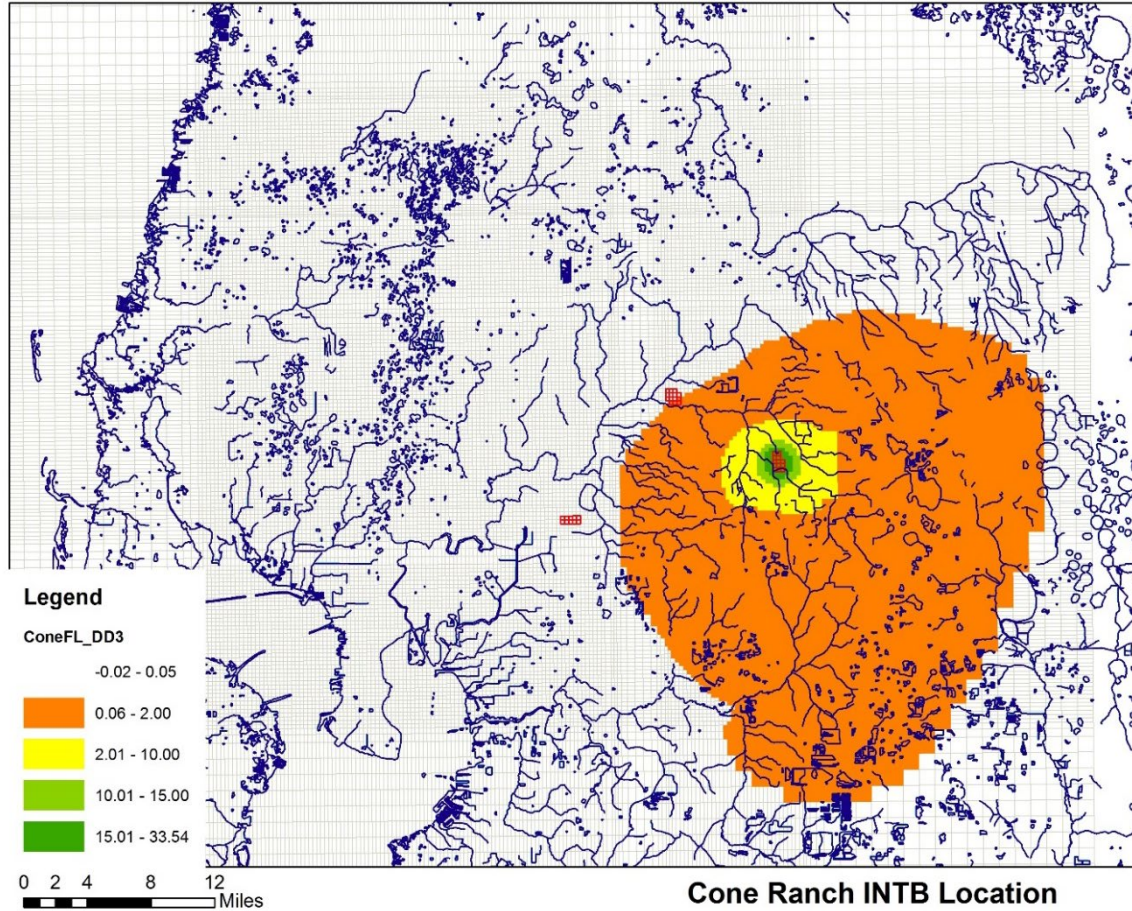 Legend
ConeFL_DD3
-0.02 - 0.05
0.06 - 2.00
2.01 - 10.00
10.01 - 15.00
15.01 - 33.54
0 2 4 8 12
Miles
Cone Ranch INTB Location